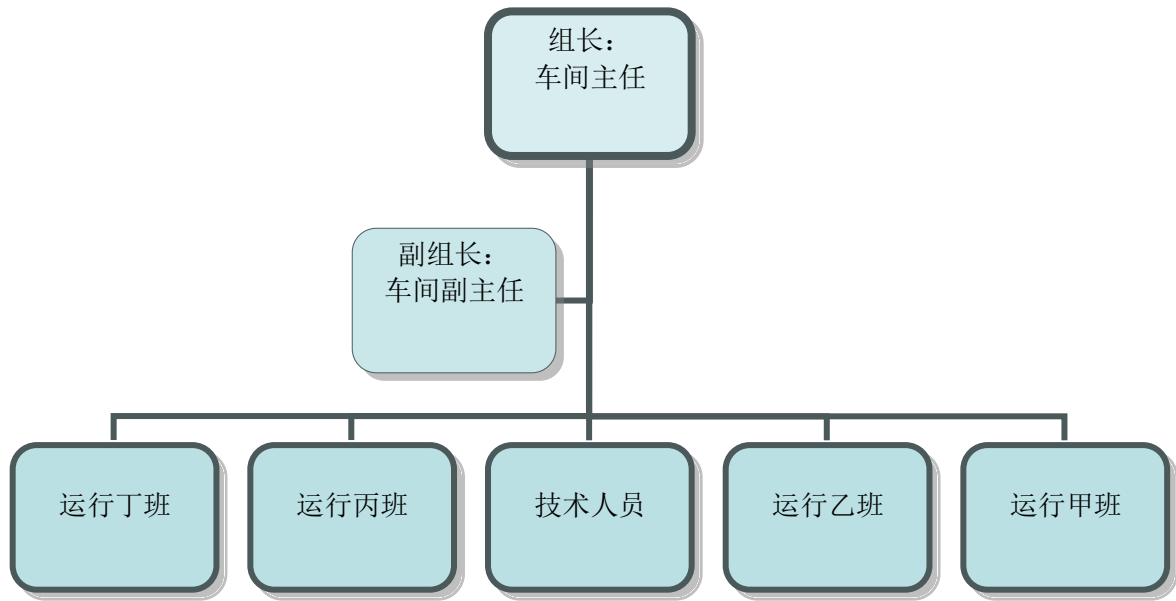 组长：
车间主任
副组长：
车间副主任
运行丁班
运行丙班
技术人员
运行乙班
运行甲班